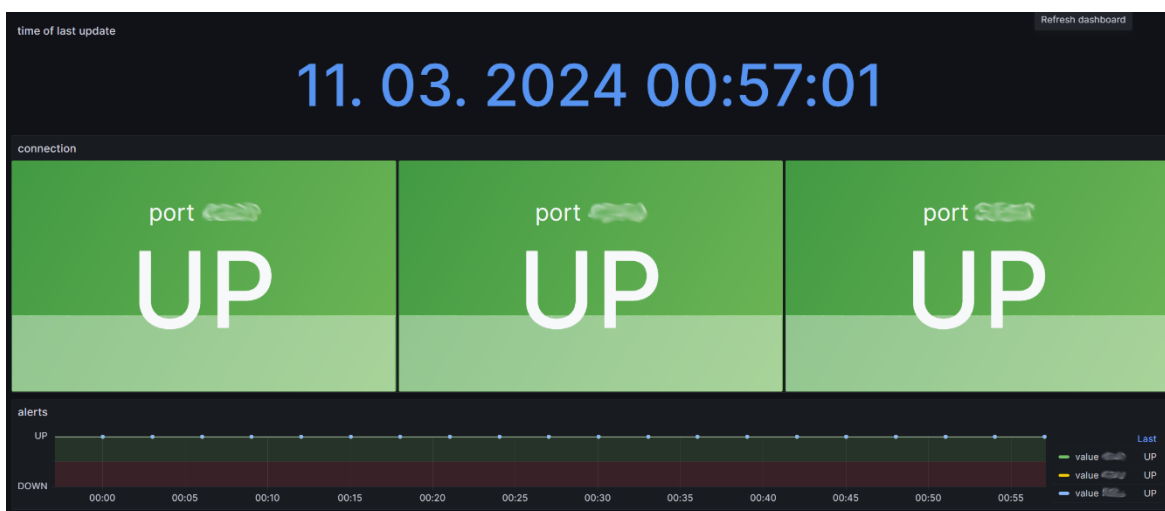 Refresh dashboard
time of last update
11. 03. 2024 00:57:01
connection
port port port
UP UP UP
alerts
UP
Last
value UP
value UP
DOWN
value UP
00:00 00:05 00:10 00:15 00:20 00:25 00:30 00:35 00:40 00:45 00:50 00:55